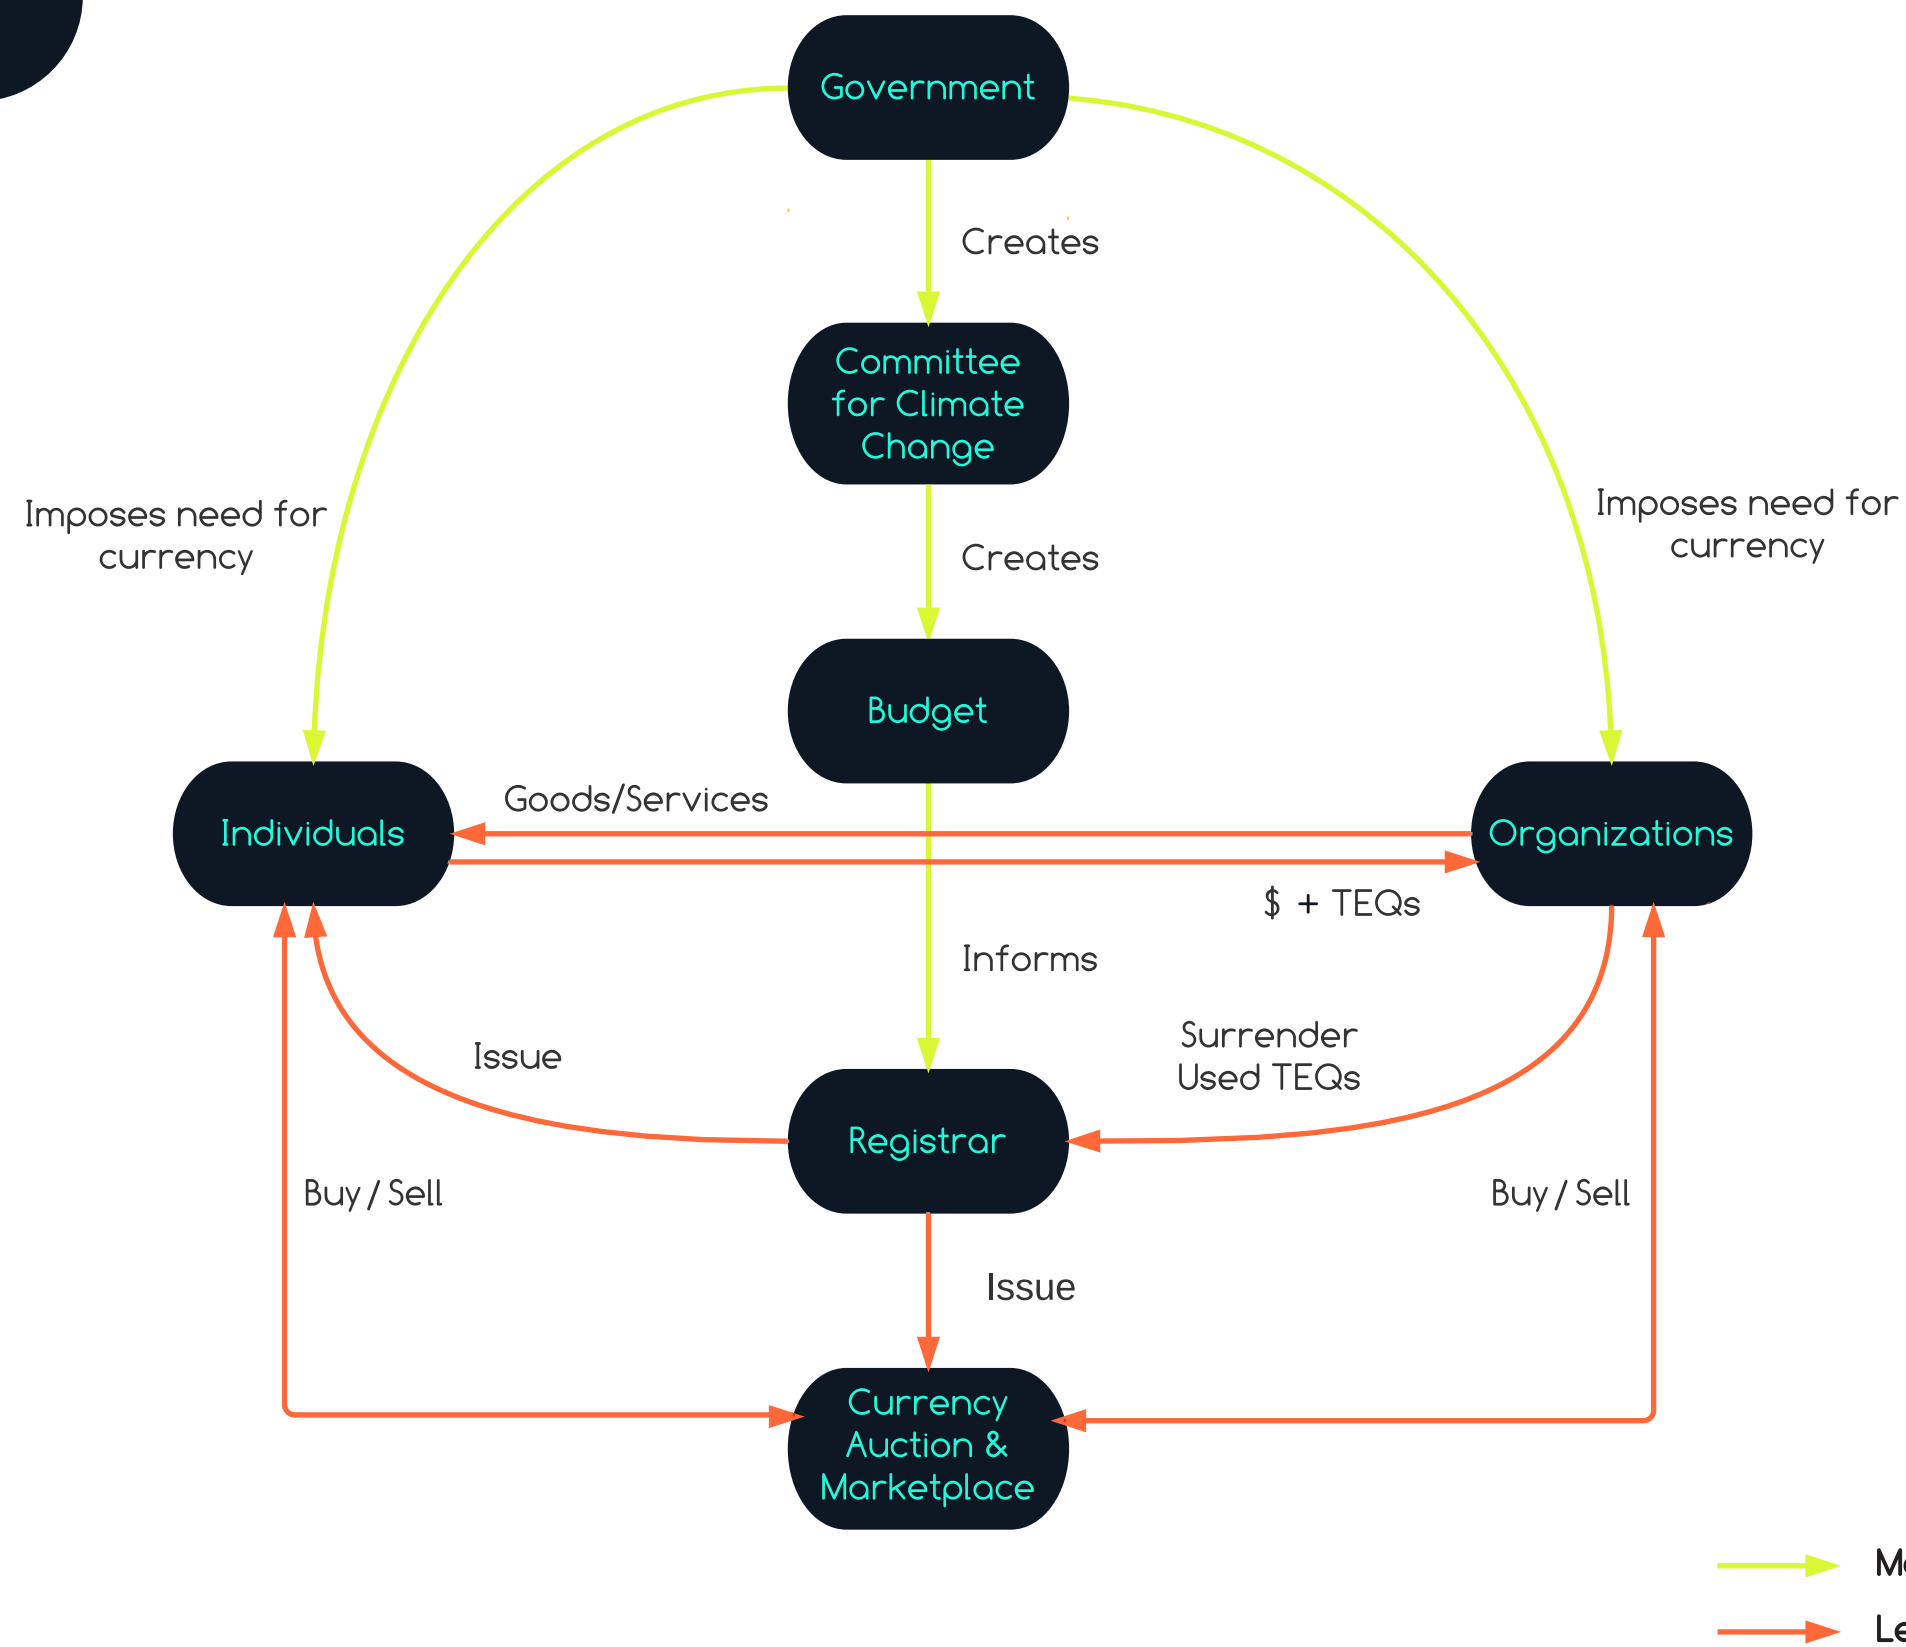 Government
Creates
Committee
for Climate
Change
Imposes need for
currency
Imposes need for
currency
Creates
Budget
Goods/Services
Individuals
Organizations
$ + TEQs
Informs
Surrender
Used TEQs
Issue
Registrar
Buy / Sell
Buy / Sell
Issue
Currency
Auction &
Marketplace